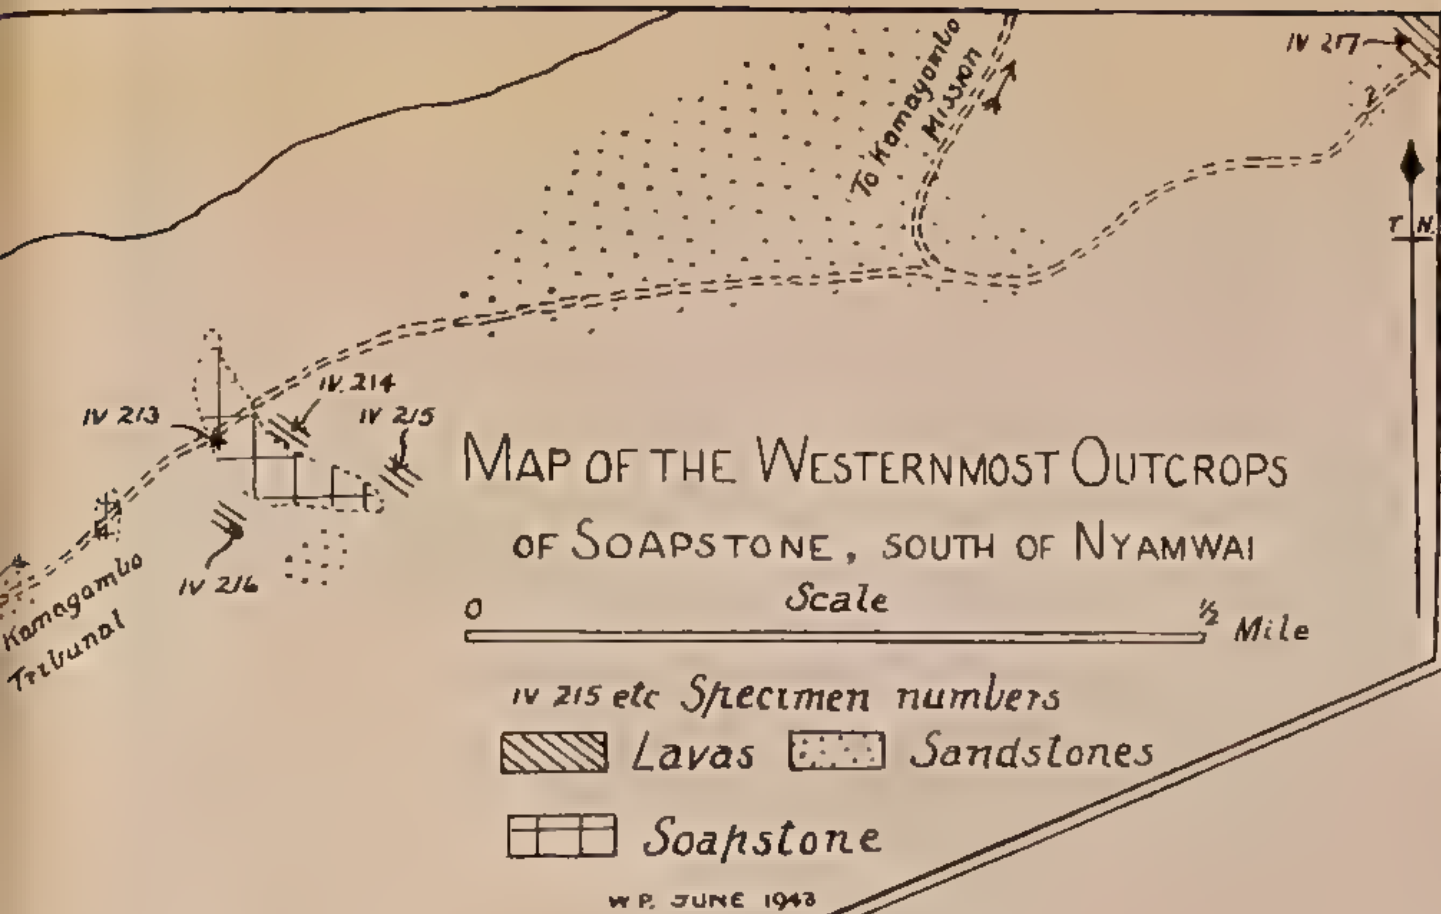 To Kamagambo
Mission
IV 217
2
T N.
IV 214
IV 213
IV 215
MAP OF THE WESTERNMOST OUTCROPS
OF SOAPSTONE, SOUTH OF NYAMWAI
IV 216
Kamagambo
Tribunal
Scale
0 ½ Mile
IV 215 etc Specimen numbers
Lavas Sandstones
Soapstone
W P. JUNE 1943